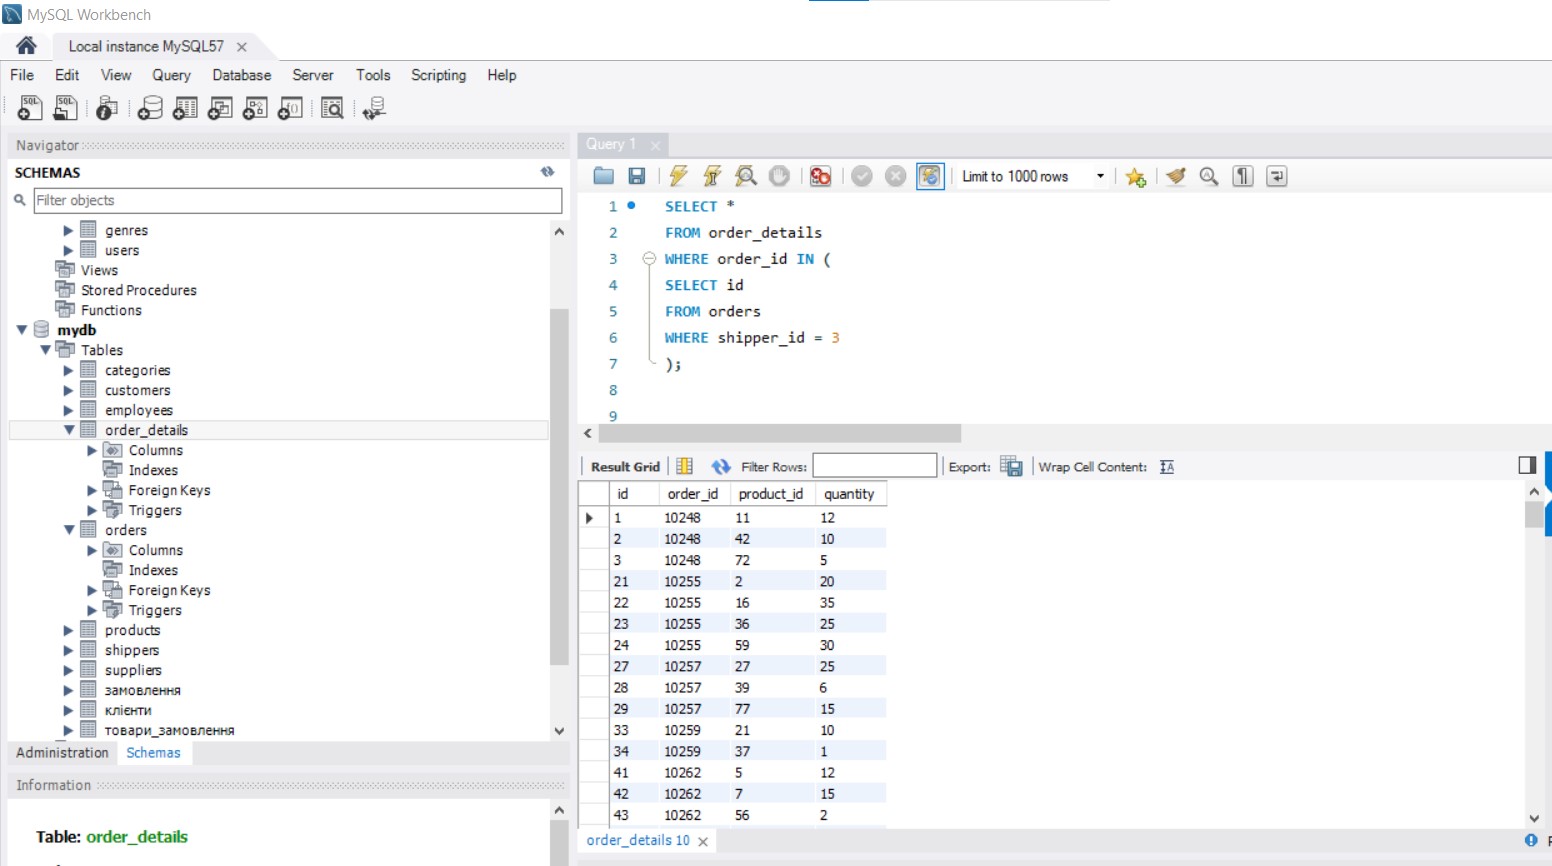 MySQL Workbench
Local instance MySQL57
File Edit View Query Database Server Tools Scripting Help
Navigator
SCHEMAS
Filter objects
genres
users
Views
Stored Procedures
Functions
mydb
Tables
categories
customers
employees
order_details
Columns
Indexes
Foreign Keys
Triggers
orders
Columns
Indexes
Foreign Keys
Triggers
products
shippers
suppliers
замовлення
клієнти
товари_замовлення
Administration Schemas
Information
Table: order_details
Query 1
Limit to 1000 rows
1 SELECT *
2 FROM order_details
3 WHERE order_id IN (
4 SELECT id
5 FROM orders
6 WHERE shipper_id = 3
7 );
8
9
Result Grid Filter Rows: Export: Wrap Cell Content:
id order_id product_id quantity
1 10248 11 12
2 10248 42 10
3 10248 72 5
21 10255 2 20
22 10255 16 35
23 10255 36 25
24 10255 59 30
27 10257 27 25
28 10257 39 6
29 10257 77 15
33 10259 21 10
34 10259 37 1
41 10262 5 12
42 10262 7 15
43 10262 56 2
order_details 10